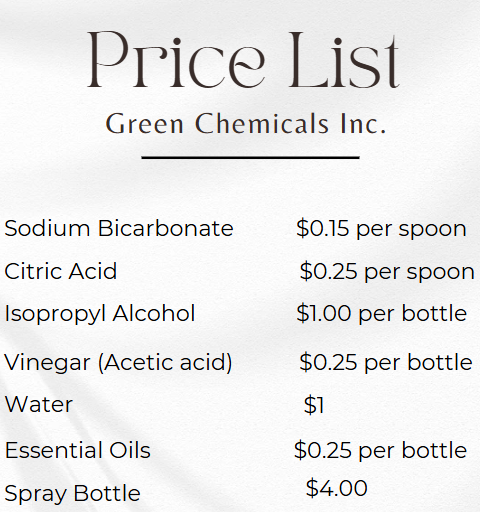 Price List
Green Chemicals Inc.
Sodium Bicarbonate $0.15 per spoon
Citric Acid $0.25 per spoon
Isopropyl Alcohol $1.00 per bottle
Vinegar (Acetic acid) $0.25 per bottle
Water $1
Essential Oils $0.25 per bottle
Spray Bottle $4.00